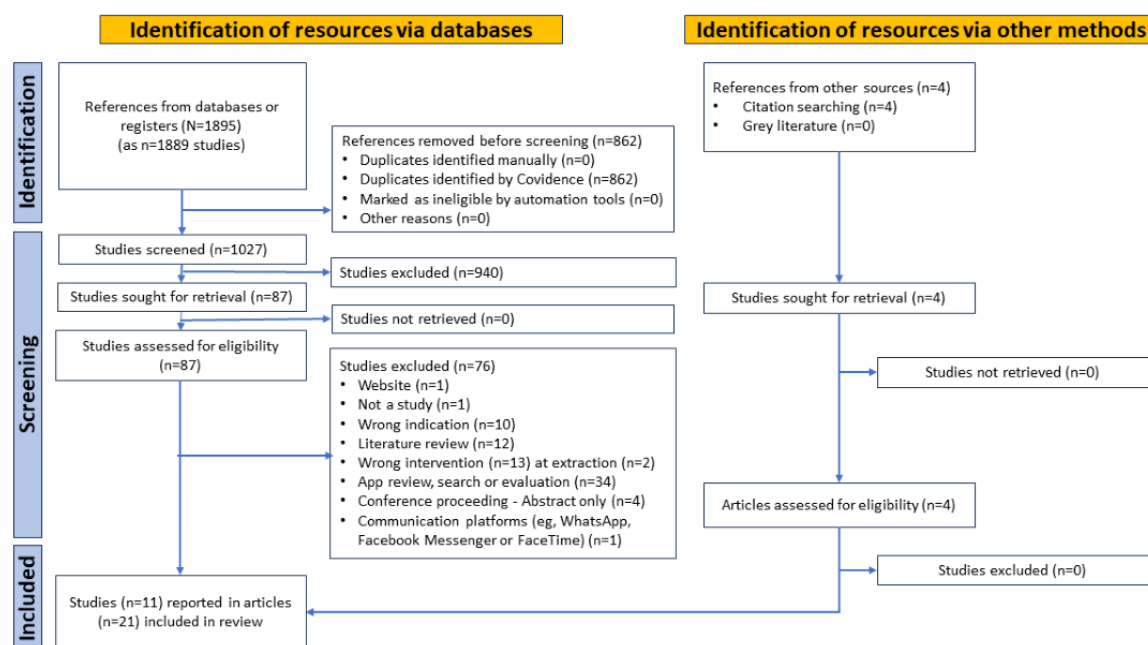 Identification of resources via databases
Identification of resources via other methods
Identification
References from databases or
registers (N=1895)
(as n=1889 studies)
References removed before screening (n=862)
• Duplicates identified manually (n=0)
• Duplicates identified by Covidence (n=862)
• Marked as ineligible by automation tools (n=0)
• Other reasons (n=0)
References from other sources (n=4)
• Citation searching (n=4)
• Grey literature (n=0)
Screening
Studies screened (n=1027)
Studies excluded (n=940)
Studies sought for retrieval (n=87)
Studies not retrieved (n=0)
Studies assessed for eligibility
(n=87)
Studies excluded (n=76)
• Website (n=1)
• Not a study (n=1)
• Wrong indication (n=10)
• Literature review (n=12)
• Wrong intervention (n=13) at extraction (n=2)
• App review, search or evaluation (n=34)
• Conference proceeding - Abstract only (n=4)
• Communication platforms (eg, WhatsApp,
Facebook Messenger or FaceTime) (n=1)
Studies sought for retrieval (n=4)
Studies not retrieved (n=0)
Articles assessed for eligibility (n=4)
Studies excluded (n=0)
Included
Studies (n=11) reported in articles
(n=21) included in review